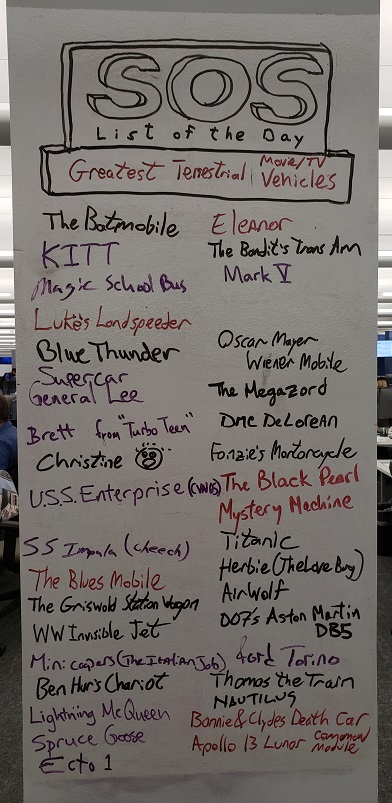 SOS
List of the Day
Greatest Terrestrial Movie/TV Vehicles
The Batmobile
KITT
Magic School Bus
Luke's Landspeeder
Blue Thunder
Supercar
General Lee
Brett from "Turbo Teen"
Christine
U.S.S. Enterprise (CVN65)
SS Impala (Cheech)
The Blues Mobile
The Griswold Station Wagon
WW Invisible Jet
Mini coopers (The Italian Job)
Ben Hur's Chariot
Lightning McQueen
Spruce Goose
Ecto 1
Eleanor
The Bandit's Trans Am
Mark V
Oscar Mayer
Wiener Mobile
The Megazord
DMC DeLorean
Fonzie's Mortorcycle
The Black Pearl
Mystery Machine
Titanic
Herbie (The Love Bug)
Airwolf
007's Aston Martin
DB5
Ford Torino
Thomas the Train
NAUTILUS
Bonnie & Clydes Death Car
Apollo 13 Lunor Command Module